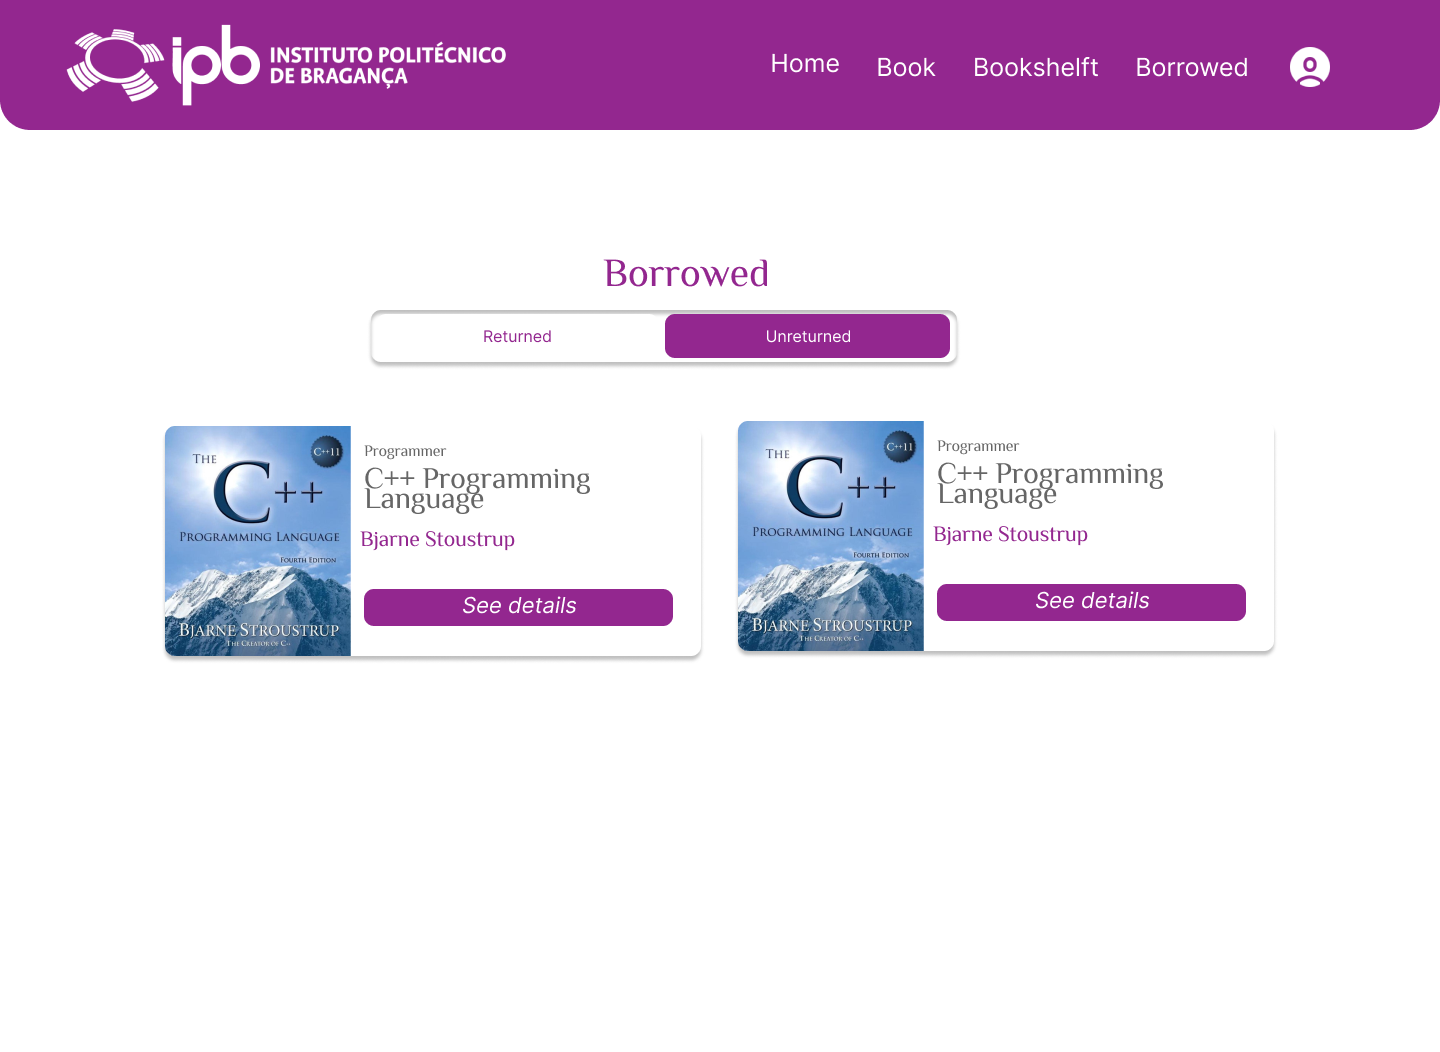 ipb INSTITUTO POLITÉCNICO
DE BRAGANÇA
Home Book Bookshelft Borrowed
Borrowed
Returned Unreturned
C++11
THE
C++
PROGRAMMING LANGUAGE
FOURTH EDITION
BJARNE STROUSTRUP
THE CREATOR OF C++
Programmer
C++ Programming
Language
Bjarne Stoustrup
See details
C++11
THE
C++
PROGRAMMING LANGUAGE
FOURTH EDITION
BJARNE STROUSTRUP
THE CREATOR OF C++
Programmer
C++ Programming
Language
Bjarne Stoustrup
See details